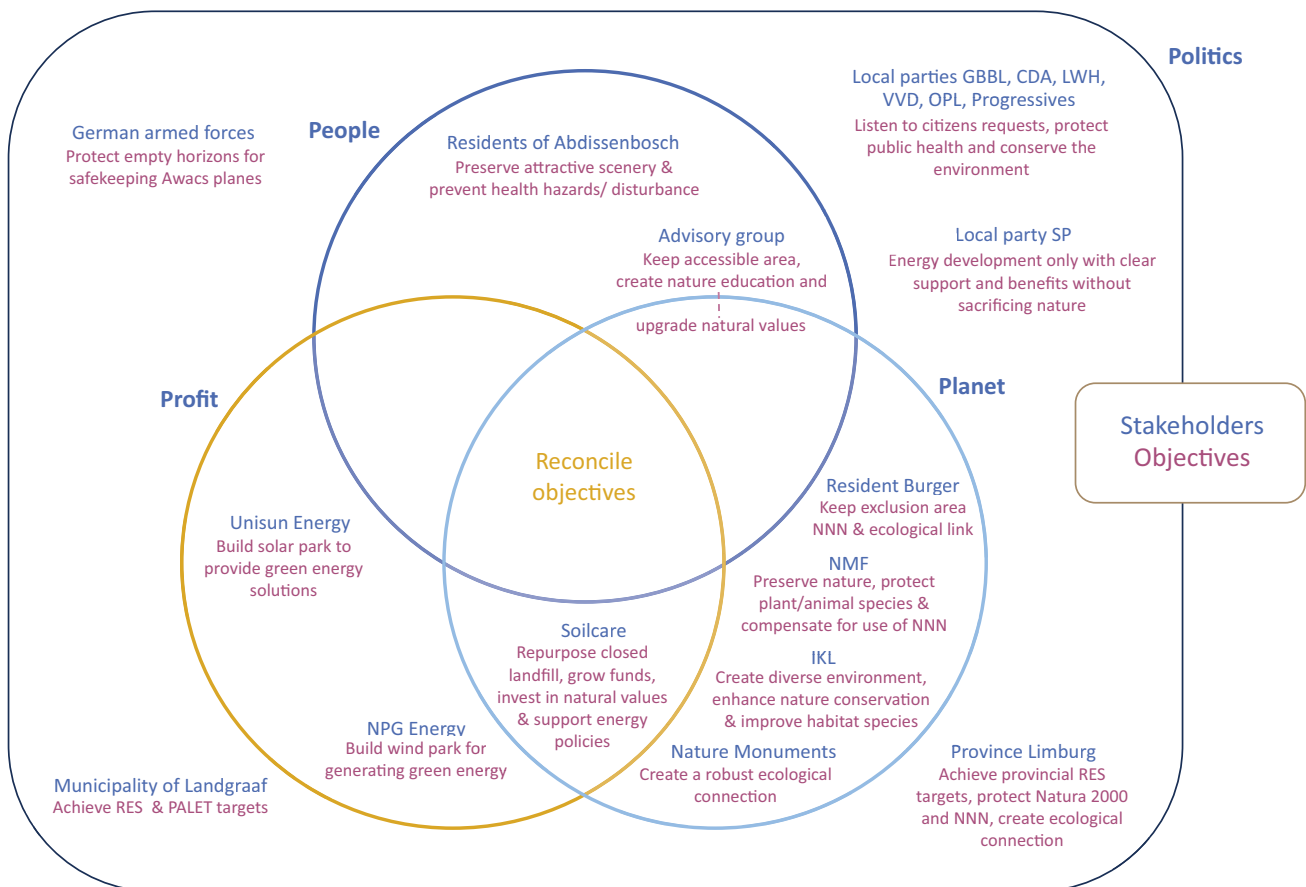 Politics
Local parties GBBL, CDA, LWH,
VVD, OPL, Progressives
Listen to citizens requests, protect
public health and conserve the
environment
German armed forces
Protect empty horizons for
safekeeping Awacs planes
People
Residents of Abdissenbosch
Preserve attractive scenery &
prevent health hazards/ disturbance
Advisory group
Keep accessible area,
create nature education and
upgrade natural values
Local party SP
Energy development only with clear
support and benefits without
sacrificing nature
Profit
Planet
Stakeholders
Objectives
Reconcile
objectives
Resident Burger
Keep exclusion area
NNN & ecological link
Unisun Energy
Build solar park to
provide green energy
solutions
NMF
Preserve nature, protect
plant/animal species &
compensate for use of NNN
Soilcare
Repurpose closed
landfill, grow funds,
invest in natural values
& support energy
policies
IKL
Create diverse environment,
enhance nature conservation
& improve habitat species
NPG Energy
Build wind park for
generating green energy
Nature Monuments
Create a robust ecological
connection
Municipality of Landgraaf
Achieve RES & PALET targets
Province Limburg
Achieve provincial RES
targets, protect Natura 2000
and NNN, create ecological
connection